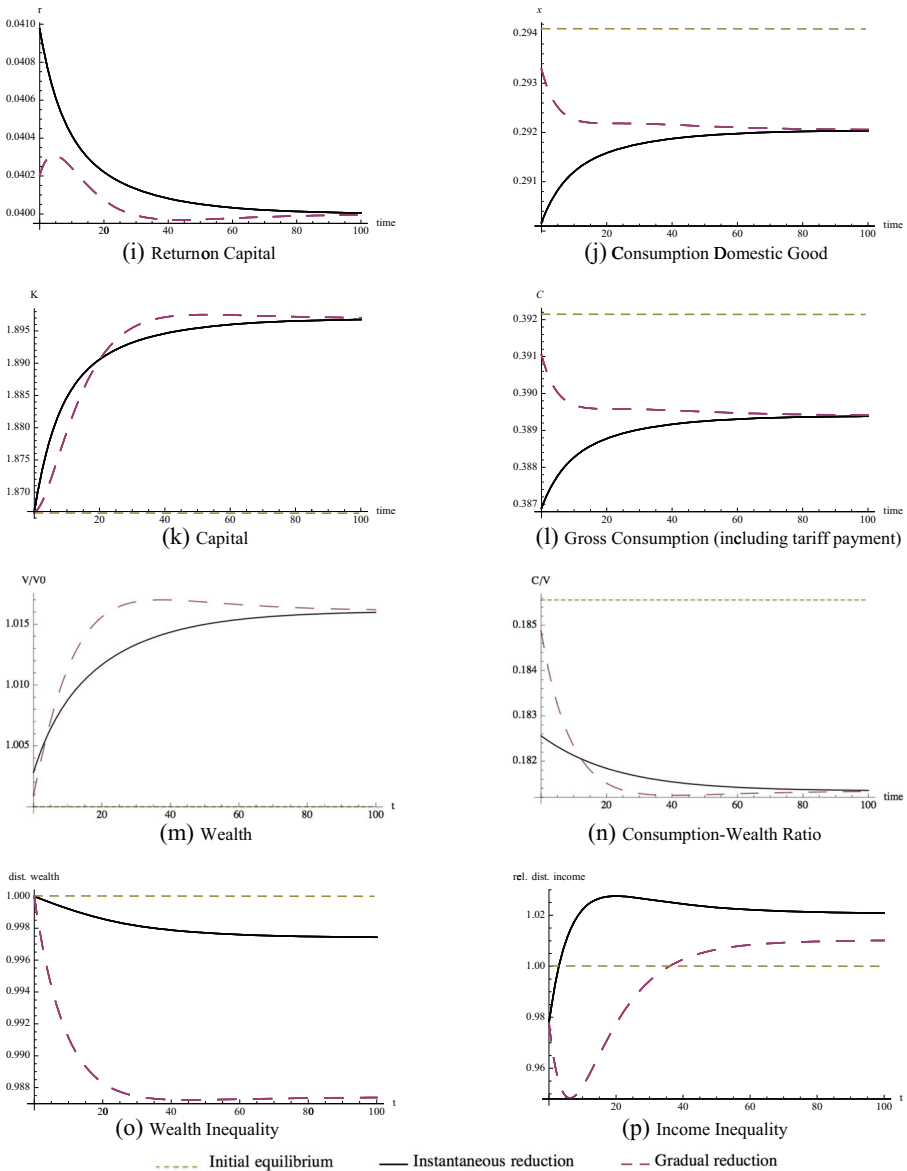 r
0.0410
0.0408
0.0406
0.0404
0.0402
0.0400
20 40 60 80 100 time
(i) Returnon Capital
x
0.294
0.293
0.292
0.291
20 40 60 80 100 time
(j) Consumption Domestic Good
K
1.895
1.890
1.885
1.880
1.875
1.870
20 40 60 80 100 time
(k) Capital
C
0.392
0.391
0.390
0.389
0.388
0.387
20 40 60 80 100 time
(l) Gross Consumption (including tariff payment)
V/V0
1.015
1.010
1.005
20 40 60 80 100 t
(m) Wealth
C/V
0.185
0.184
0.183
0.182
20 40 60 80 100 time
(n) Consumption-Wealth Ratio
dist. wealth
1.000
0.998
0.996
0.994
0.992
0.990
0.988
20 40 60 80 100 t
(o) Wealth Inequality
rel. dist. income
1.02
1.00
0.98
0.96
20 40 60 80 100 t
(p) Income Inequality
Initial equilibrium Instantaneous reduction Gradual reduction